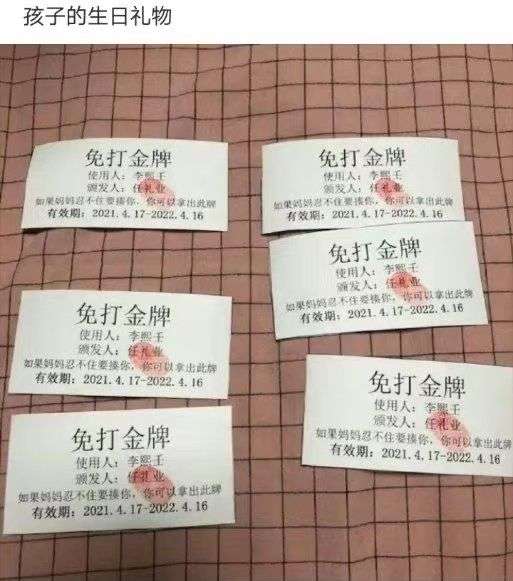 孩子的生日礼物
免打金牌
使用人：李熙壬
颁发人：任礼业
如果妈妈忍不住要揍你，你可以拿出此牌
有效期：2021.4.17-2022.4.16
免打金牌
使用人：李熙壬
颁发人：任礼业
如果妈妈忍不住要揍你，你可以拿出此牌
有效期：2021.4.17-2022.4.16
免打金牌
使用人：李熙壬
颁发人：任礼业
如果妈妈忍不住要揍你，你可以拿出此牌
有效期：2021.4.17-2022.4.16
免打金牌
使用人：李熙壬
颁发人：任礼业
如果妈妈忍不住要揍你，你可以拿出此牌
有效期：2021.4.17-2022.4.16
免打金牌
使用人：李熙壬
颁发人：任礼业
如果妈妈忍不住要揍你，你可以拿出此牌
有效期：2021.4.17-2022.4.16
免打金牌
使用人：李熙壬
颁发人：任礼业
如果妈妈忍不住要揍你，你可以拿出此牌
有效期：2021.4.17-2022.4.16